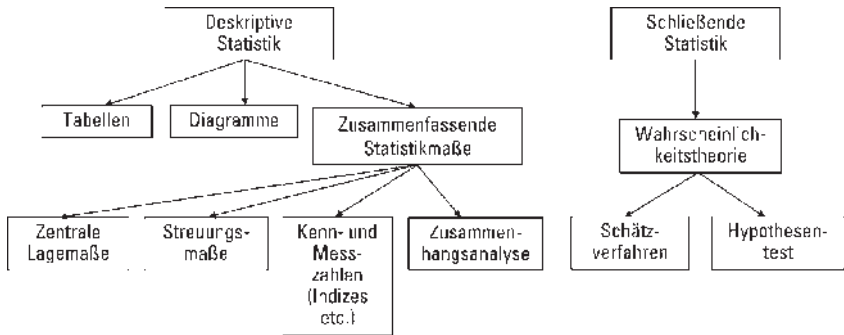 Deskriptive
Statistik
Schließende
Statistik
Tabellen
Diagramme
Zusammenfassende
Statistikmaße
Wahrscheinlich-
keitstheorie
Zentrale
Lagemaße
Streuungs-
maße
Kenn- und
Mess-
zahlen
(Indizes
etc.)
Zusammen-
hangsanalyse
Schätz-
verfahren
Hypothesen-
test